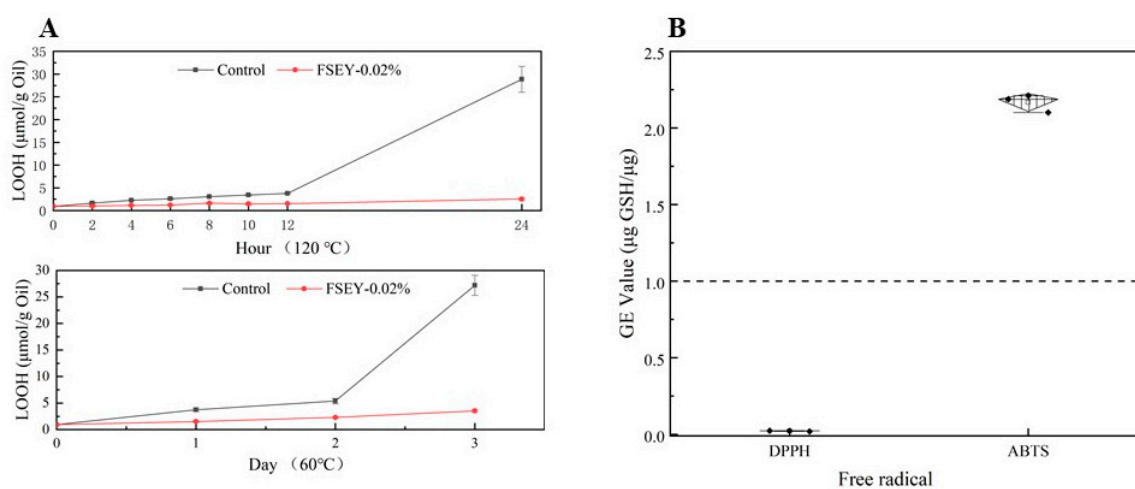 A
LOOH (μmol/g Oil)
35
30
25
20
15
10
5
0
Control
FSEY-0.02%
0 2 4 6 8 10 12 24
Hour （120 ℃）
LOOH (μmol/g Oil)
30
25
20
15
10
5
0
Control
FSEY-0.02%
0 1 2 3
Day （60℃）
B
GE Value (μg GSH/μg)
2.5
2.0
1.5
1.0
0.5
0.0
DPPH ABTS
Free radical